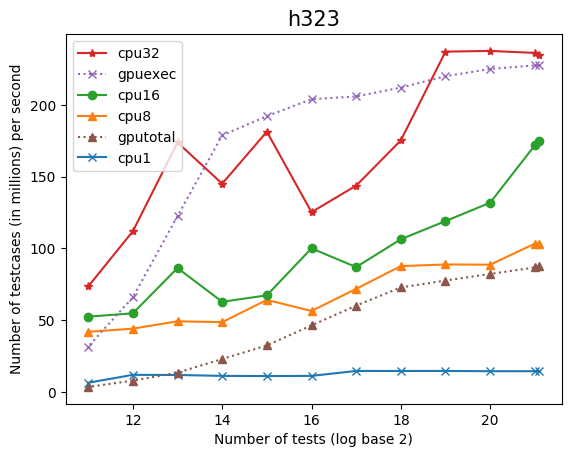 h323
cpu32
gpuexec
cpu16
cpu8
gputotal
cpu1
Number of testcases (in millions) per second
200
150
100
50
0
12 14 16 18 20
Number of tests (log base 2)